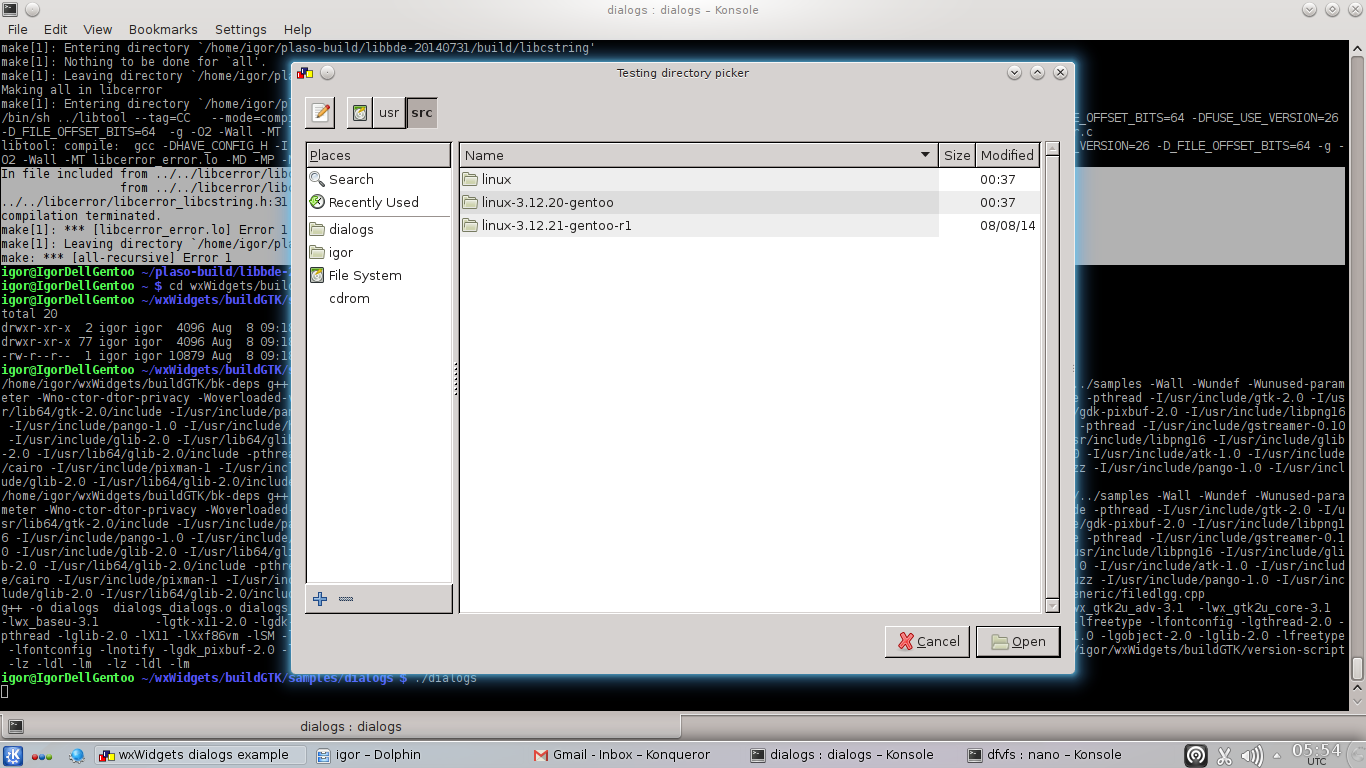 dialogs : dialogs – Konsole
File Edit View Bookmarks Settings Help
make[1]: Entering directory `/home/igor/plaso-build/libbde-20140731/build/libcstring'
make[1]: Nothing to be done for `all'.
make[1]: Leaving directory `/home/igor/pla
Making all in libcerror
make[1]: Entering directory `/home/igor/pl
/bin/sh ../libtool --tag=CC --mode=compi E_OFFSET_BITS=64 -DFUSE_USE_VERSION=26
-D_FILE_OFFSET_BITS=64 -g -O2 -Wall -MT l r.c
libtool: compile: gcc -DHAVE_CONFIG_H -I VERSION=26 -D_FILE_OFFSET_BITS=64 -g -
O2 -Wall -MT libcerror_error.lo -MD -MP -M
In file included from ../../libcerror/libc
from ../../libcerror/libc
../../libcerror/libcerror_libcstring.h:31
compilation terminated.
make[1]: *** [libcerror_error.lo] Error 1
make[1]: Leaving directory `/home/igor/pla
make: *** [all-recursive] Error 1
igor@IgorDellGentoo ~/plaso-build/libbde-2
igor@IgorDellGentoo ~ $ cd wxWidgets/build
igor@IgorDellGentoo ~/wxWidgets/buildGTK/s
total 20
drwxr-xr-x 2 igor igor 4096 Aug 8 09:18
drwxr-xr-x 77 igor igor 4096 Aug 8 09:18
-rw-r--r-- 1 igor igor 10879 Aug 8 09:18
igor@IgorDellGentoo ~/wxWidgets/buildGTK/s
/home/igor/wxWidgets/buildGTK/bk-deps g++ ../samples -Wall -Wundef -Wunused-param
eter -Wno-ctor-dtor-privacy -Woverloaded-v -pthread -I/usr/include/gtk-2.0 -I/us
r/lib64/gtk-2.0/include -I/usr/include/pan /gdk-pixbuf-2.0 -I/usr/include/libpng16
-I/usr/include/pango-1.0 -I/usr/include/h -pthread -I/usr/include/gstreamer-0.10
-I/usr/include/glib-2.0 -I/usr/lib64/glib sr/include/libpng16 -I/usr/include/glib
-2.0 -I/usr/lib64/glib-2.0/include -pthre 0 -I/usr/include/atk-1.0 -I/usr/include
/cairo -I/usr/include/pixman-1 -I/usr/inc zz -I/usr/include/pango-1.0 -I/usr/incl
ude/glib-2.0 -I/usr/lib64/glib-2.0/include
/home/igor/wxWidgets/buildGTK/bk-deps g++ /../samples -Wall -Wundef -Wunused-para
meter -Wno-ctor-dtor-privacy -Woverloaded- de -pthread -I/usr/include/gtk-2.0 -I/u
sr/lib64/gtk-2.0/include -I/usr/include/pa e/gdk-pixbuf-2.0 -I/usr/include/libpng1
6 -I/usr/include/pango-1.0 -I/usr/include/ e -pthread -I/usr/include/gstreamer-0.1
0 -I/usr/include/glib-2.0 -I/usr/lib64/gli usr/include/libpng16 -I/usr/include/gli
b-2.0 -I/usr/lib64/glib-2.0/include -pthre .0 -I/usr/include/atk-1.0 -I/usr/includ
e/cairo -I/usr/include/pixman-1 -I/usr/inc uzz -I/usr/include/pango-1.0 -I/usr/inc
lude/glib-2.0 -I/usr/lib64/glib-2.0/includ eneric/filedlgg.cpp
g++ -o dialogs dialogs_dialogs.o dialogs_ wx_gtk2u_adv-3.1 -lwx_gtk2u_core-3.1
-lwx_baseu-3.1 -lgtk-x11-2.0 -lgdk -lfreetype -lfontconfig -lgthread-2.0 -
pthread -lglib-2.0 -lX11 -lXxf86vm -lSM - .0 -lgobject-2.0 -lglib-2.0 -lfreetype
-lfontconfig -lnotify -lgdk_pixbuf-2.0 -l /igor/wxWidgets/buildGTK/version-script
-lz -ldl -lm -lz -ldl -lm
igor@IgorDellGentoo ~/wxWidgets/buildGTK/samples/dialogs $ ./dialogs
Testing directory picker
usr src
Places Name Size Modified
Search
Recently Used
dialogs
igor
File System
cdrom
linux 00:37
linux-3.12.20-gentoo 00:37
linux-3.12.21-gentoo-r1 08/08/14
Cancel Open
dialogs : dialogs
wxWidgets dialogs example igor – Dolphin Gmail - Inbox – Konqueror dialogs : dialogs – Konsole dfvfs : nano – Konsole 05:54
UTC